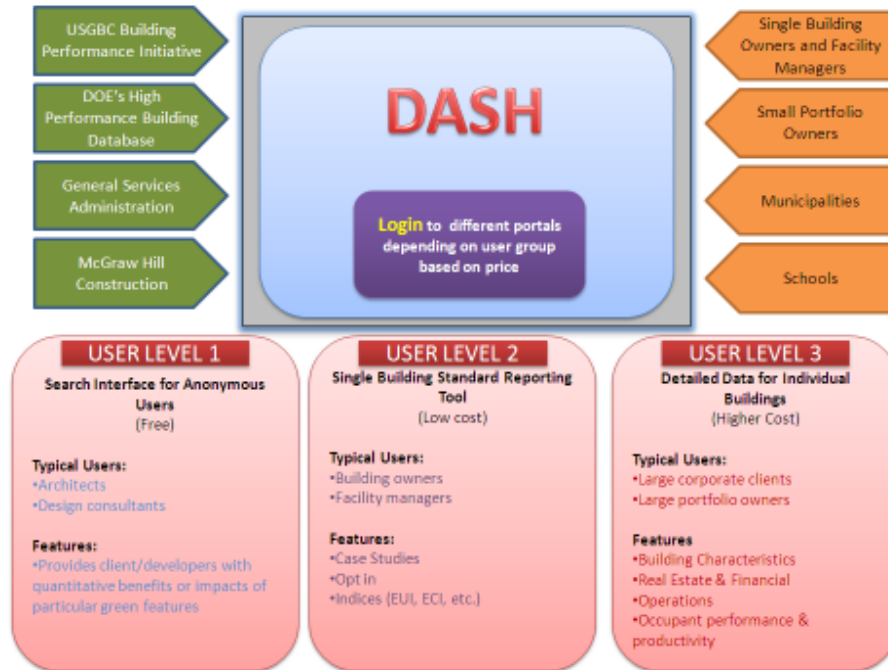 USGBC Building
Performance Initiative
DOE's High
Performance Building
Database
General Services
Administration
McGraw Hill
Construction
DASH
Login to different portals
depending on user group
based on price
Single Building
Owners and Facility
Managers
Small Portfolio
Owners
Municipalities
Schools
USER LEVEL 1
Search Interface for Anonymous
Users
(Free)
Typical Users:
•Architects
•Design consultants
Features:
•Provides client/developers with
quantitative benefits or impacts of
particular green features
USER LEVEL 2
Single Building Standard Reporting
Tool
(Low cost)
Typical Users:
•Building owners
•Facility managers
Features:
•Case Studies
•Opt in
•Indices (EUI, ECI, etc.)
USER LEVEL 3
Detailed Data for Individual
Buildings
(Higher Cost)
Typical Users:
•Large corporate clients
•Large portfolio owners
Features
•Building Characteristics
•Real Estate & Financial
•Operations
•Occupant performance &
productivity